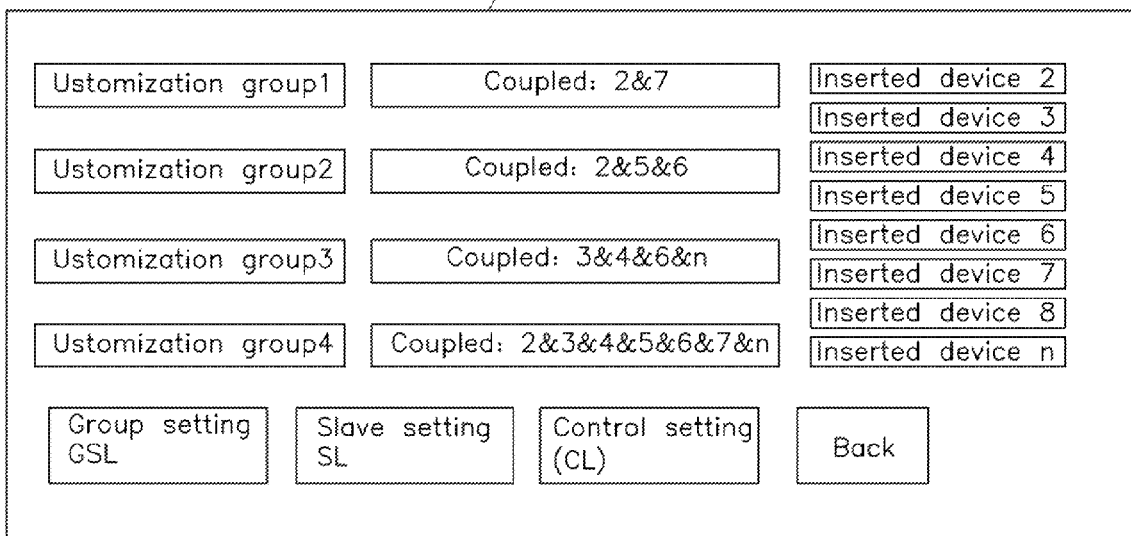 Ustomization group1
Coupled: 2&7
Ustomization group2
Coupled: 2&5&6
Ustomization group3
Coupled: 3&4&6&n
Ustomization group4
Coupled: 2&3&4&5&6&7&n
Inserted device 2
Inserted device 3
Inserted device 4
Inserted device 5
Inserted device 6
Inserted device 7
Inserted device 8
Inserted device n
Group setting
GSL
Slave setting
SL
Control setting
(CL)
Back